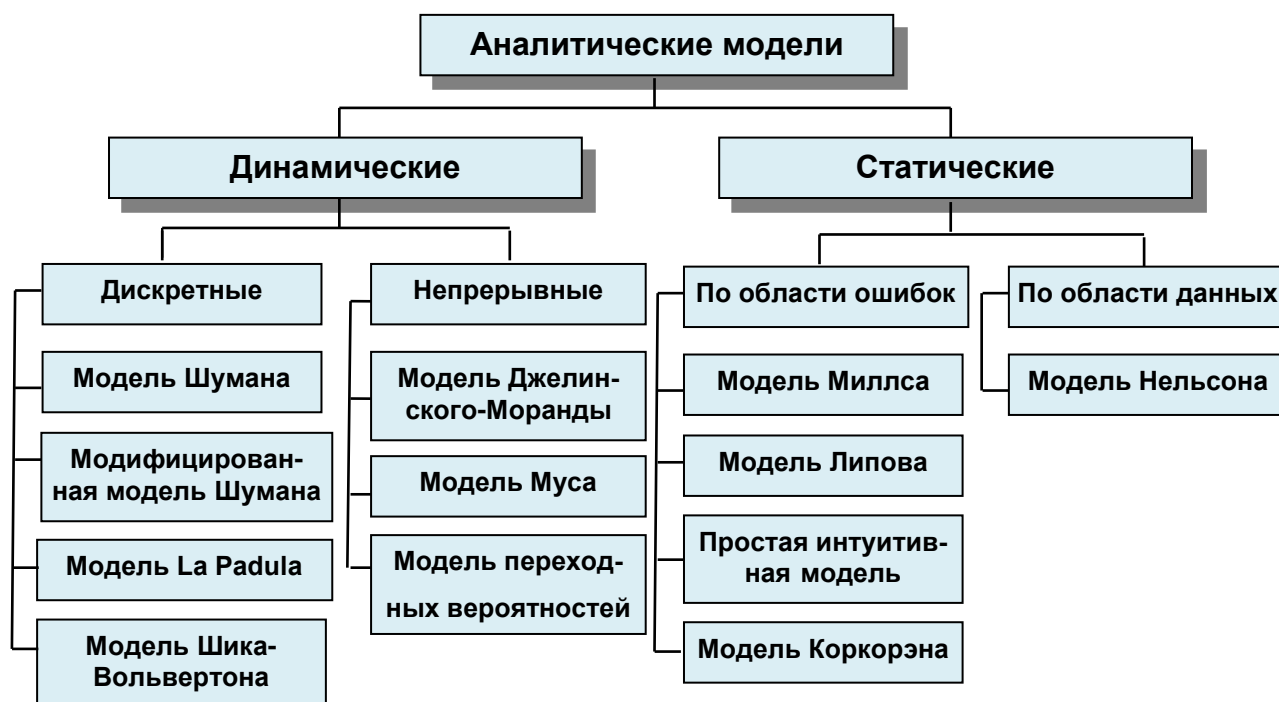 Аналитические модели
Динамические
Статические
Дискретные
Модель Шумана
Модифицирован-
ная модель Шумана
Модель La Padula
Модель Шика-
Вольвертона
Непрерывные
Модель Джелин-
ского-Моранды
Модель Муса
Модель переход-
ных вероятностей
По области ошибок
Модель Миллса
Модель Липова
Простая интуитив-
ная модель
Модель Коркорэна
По области данных
Модель Нельсона